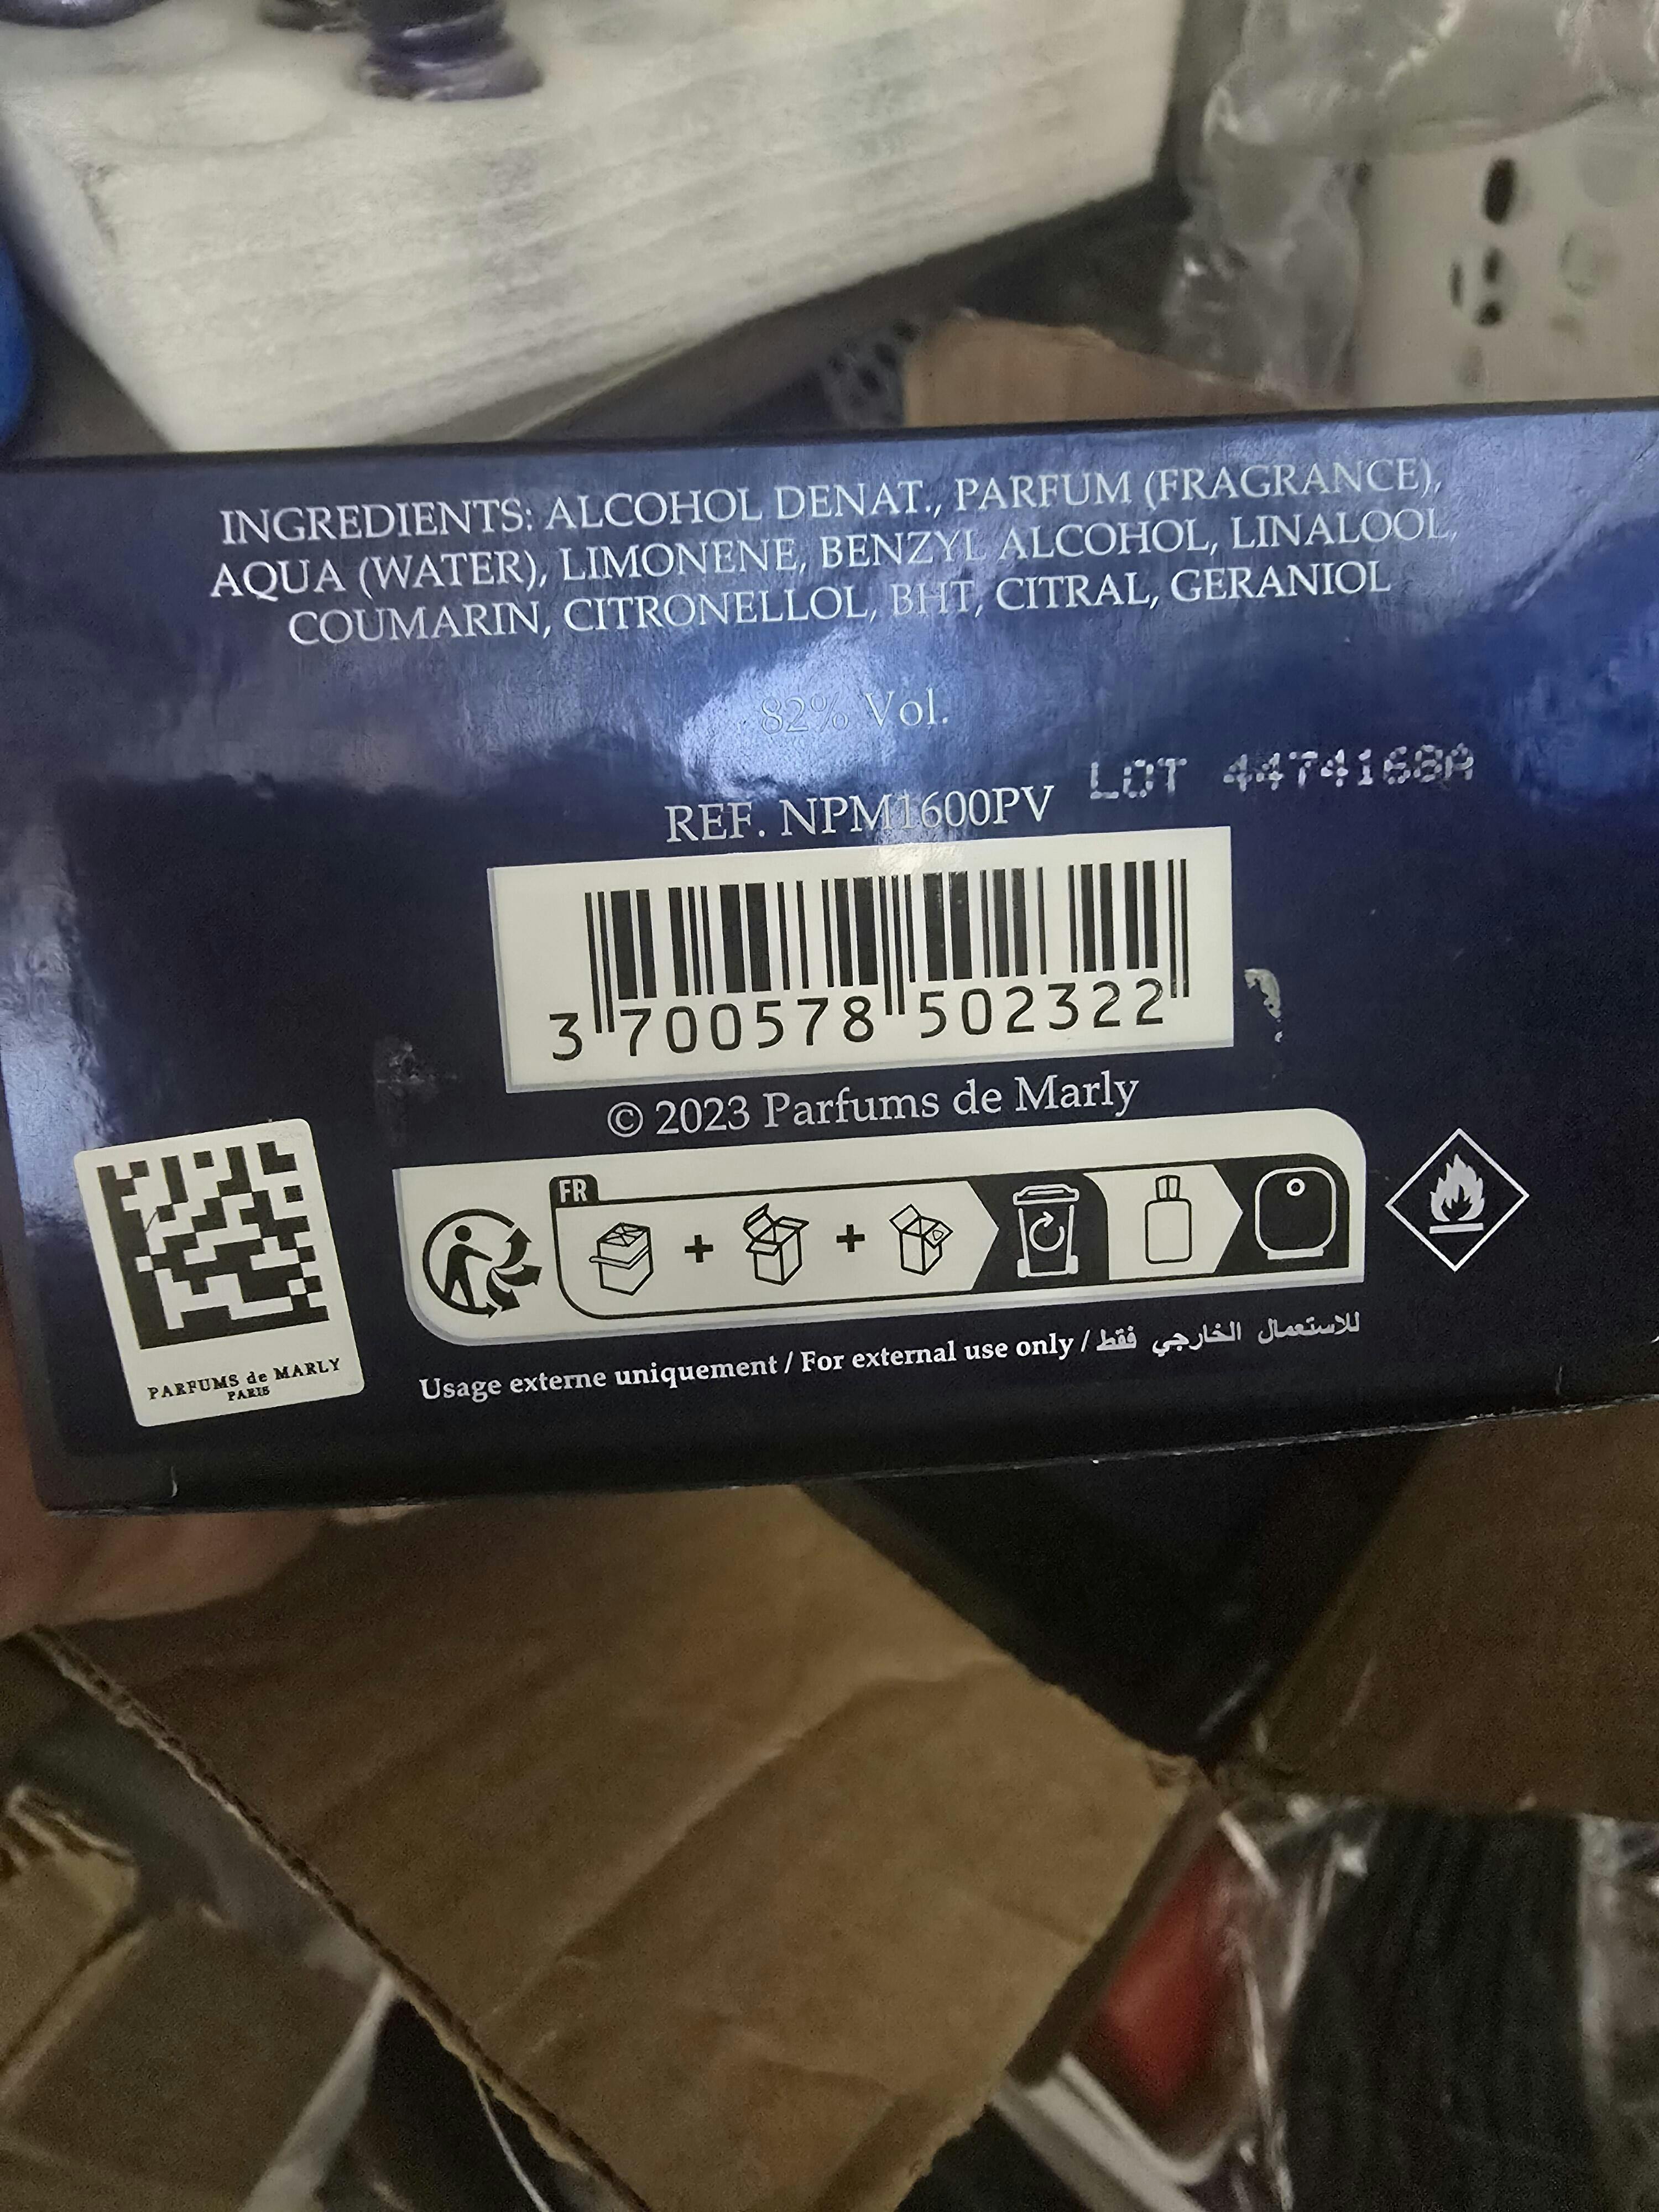 INGREDIENTS: ALCOHOL DENAT., PARFUM (FRAGRANCE),
AQUA (WATER), LIMONENE, BENZYL ALCOHOL, LINALOOL,
COUMARIN, CITRONELLOL, BHT, CITRAL, GERANIOL
82% Vol.
LOT 4474168A
REF. NPM1600PV
3 700578 502322
© 2023 Parfums de Marly
FR
PARFUMS de MARLY
PARIS
Usage externe uniquement / For external use only / للاستعمال الخارجي فقط